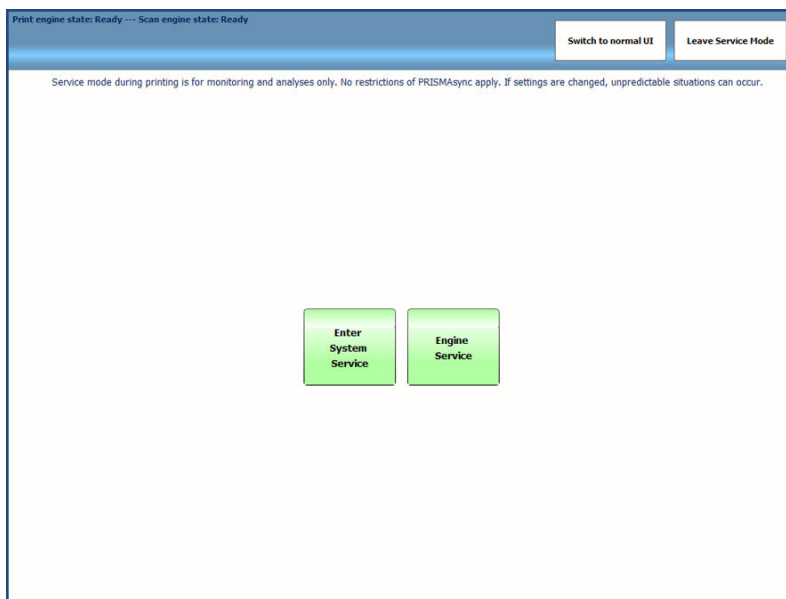 Print engine state: Ready --- Scan engine state: Ready
Switch to normal UI
Leave Service Mode
Service mode during printing is for monitoring and analyses only. No restrictions of PRISMAsync apply. If settings are changed, unpredictable situations can occur.
Enter
System
Service
Engine
Service